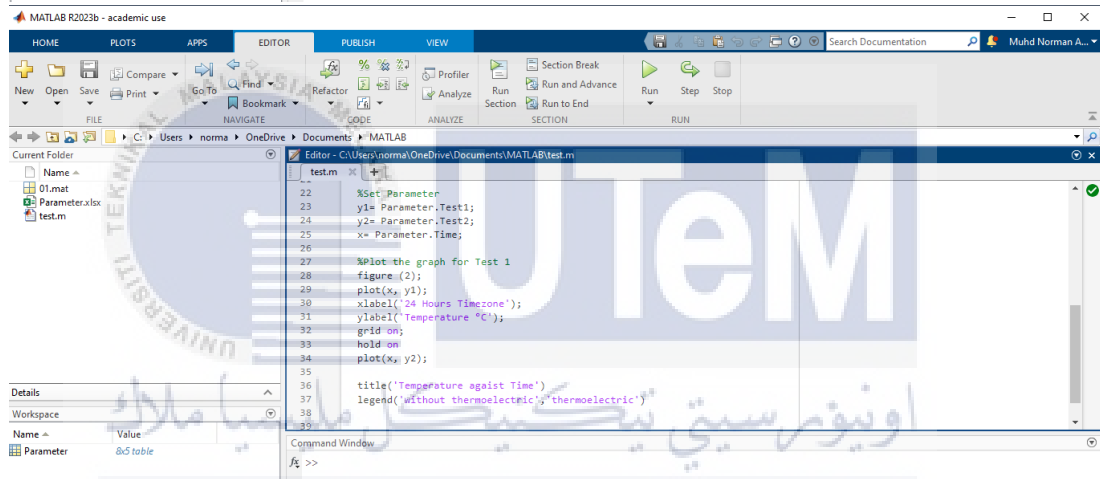 MATLAB R2023b - academic use
HOME PLOTS APPS EDITOR PUBLISH VIEW Search Documentation Muhd Norman A...
New Open Save Compare Print Go To Find Bookmark Refactor Profiler Analyze Run Section Section Break Run and Advance Run to End Run Step Stop
FILE NAVIGATE CODE ANALYZE SECTION RUN
C: Users norma OneDrive Documents MATLAB
Current Folder
Name
01.mat
Parameter.xlsx
test.m
Editor - C:\Users\norma\OneDrive\Documents\MATLAB\test.m
test.m
22 %Set Parameter
23 y1= Parameter.Test1;
24 y2= Parameter.Test2;
25 x= Parameter.Time;
26
27 %Plot the graph for Test 1
28 figure (2);
29 plot(x, y1);
30 xlabel('24 Hours Timezone');
31 ylabel('Temperature °C');
32 grid on;
33 hold on
34 plot(x, y2);
35
36 title('Temperature agaist Time')
37 legend('without thermoelectric','thermoelectric')
38
39
Details
Workspace
Name Value
Parameter 8x5 table
Command Window
fx >>
UNIVERSITI TEKNIKAL MALAYSIA
UTeM
اونيۏرسيتي تيكنيكل مليسيا ملاك